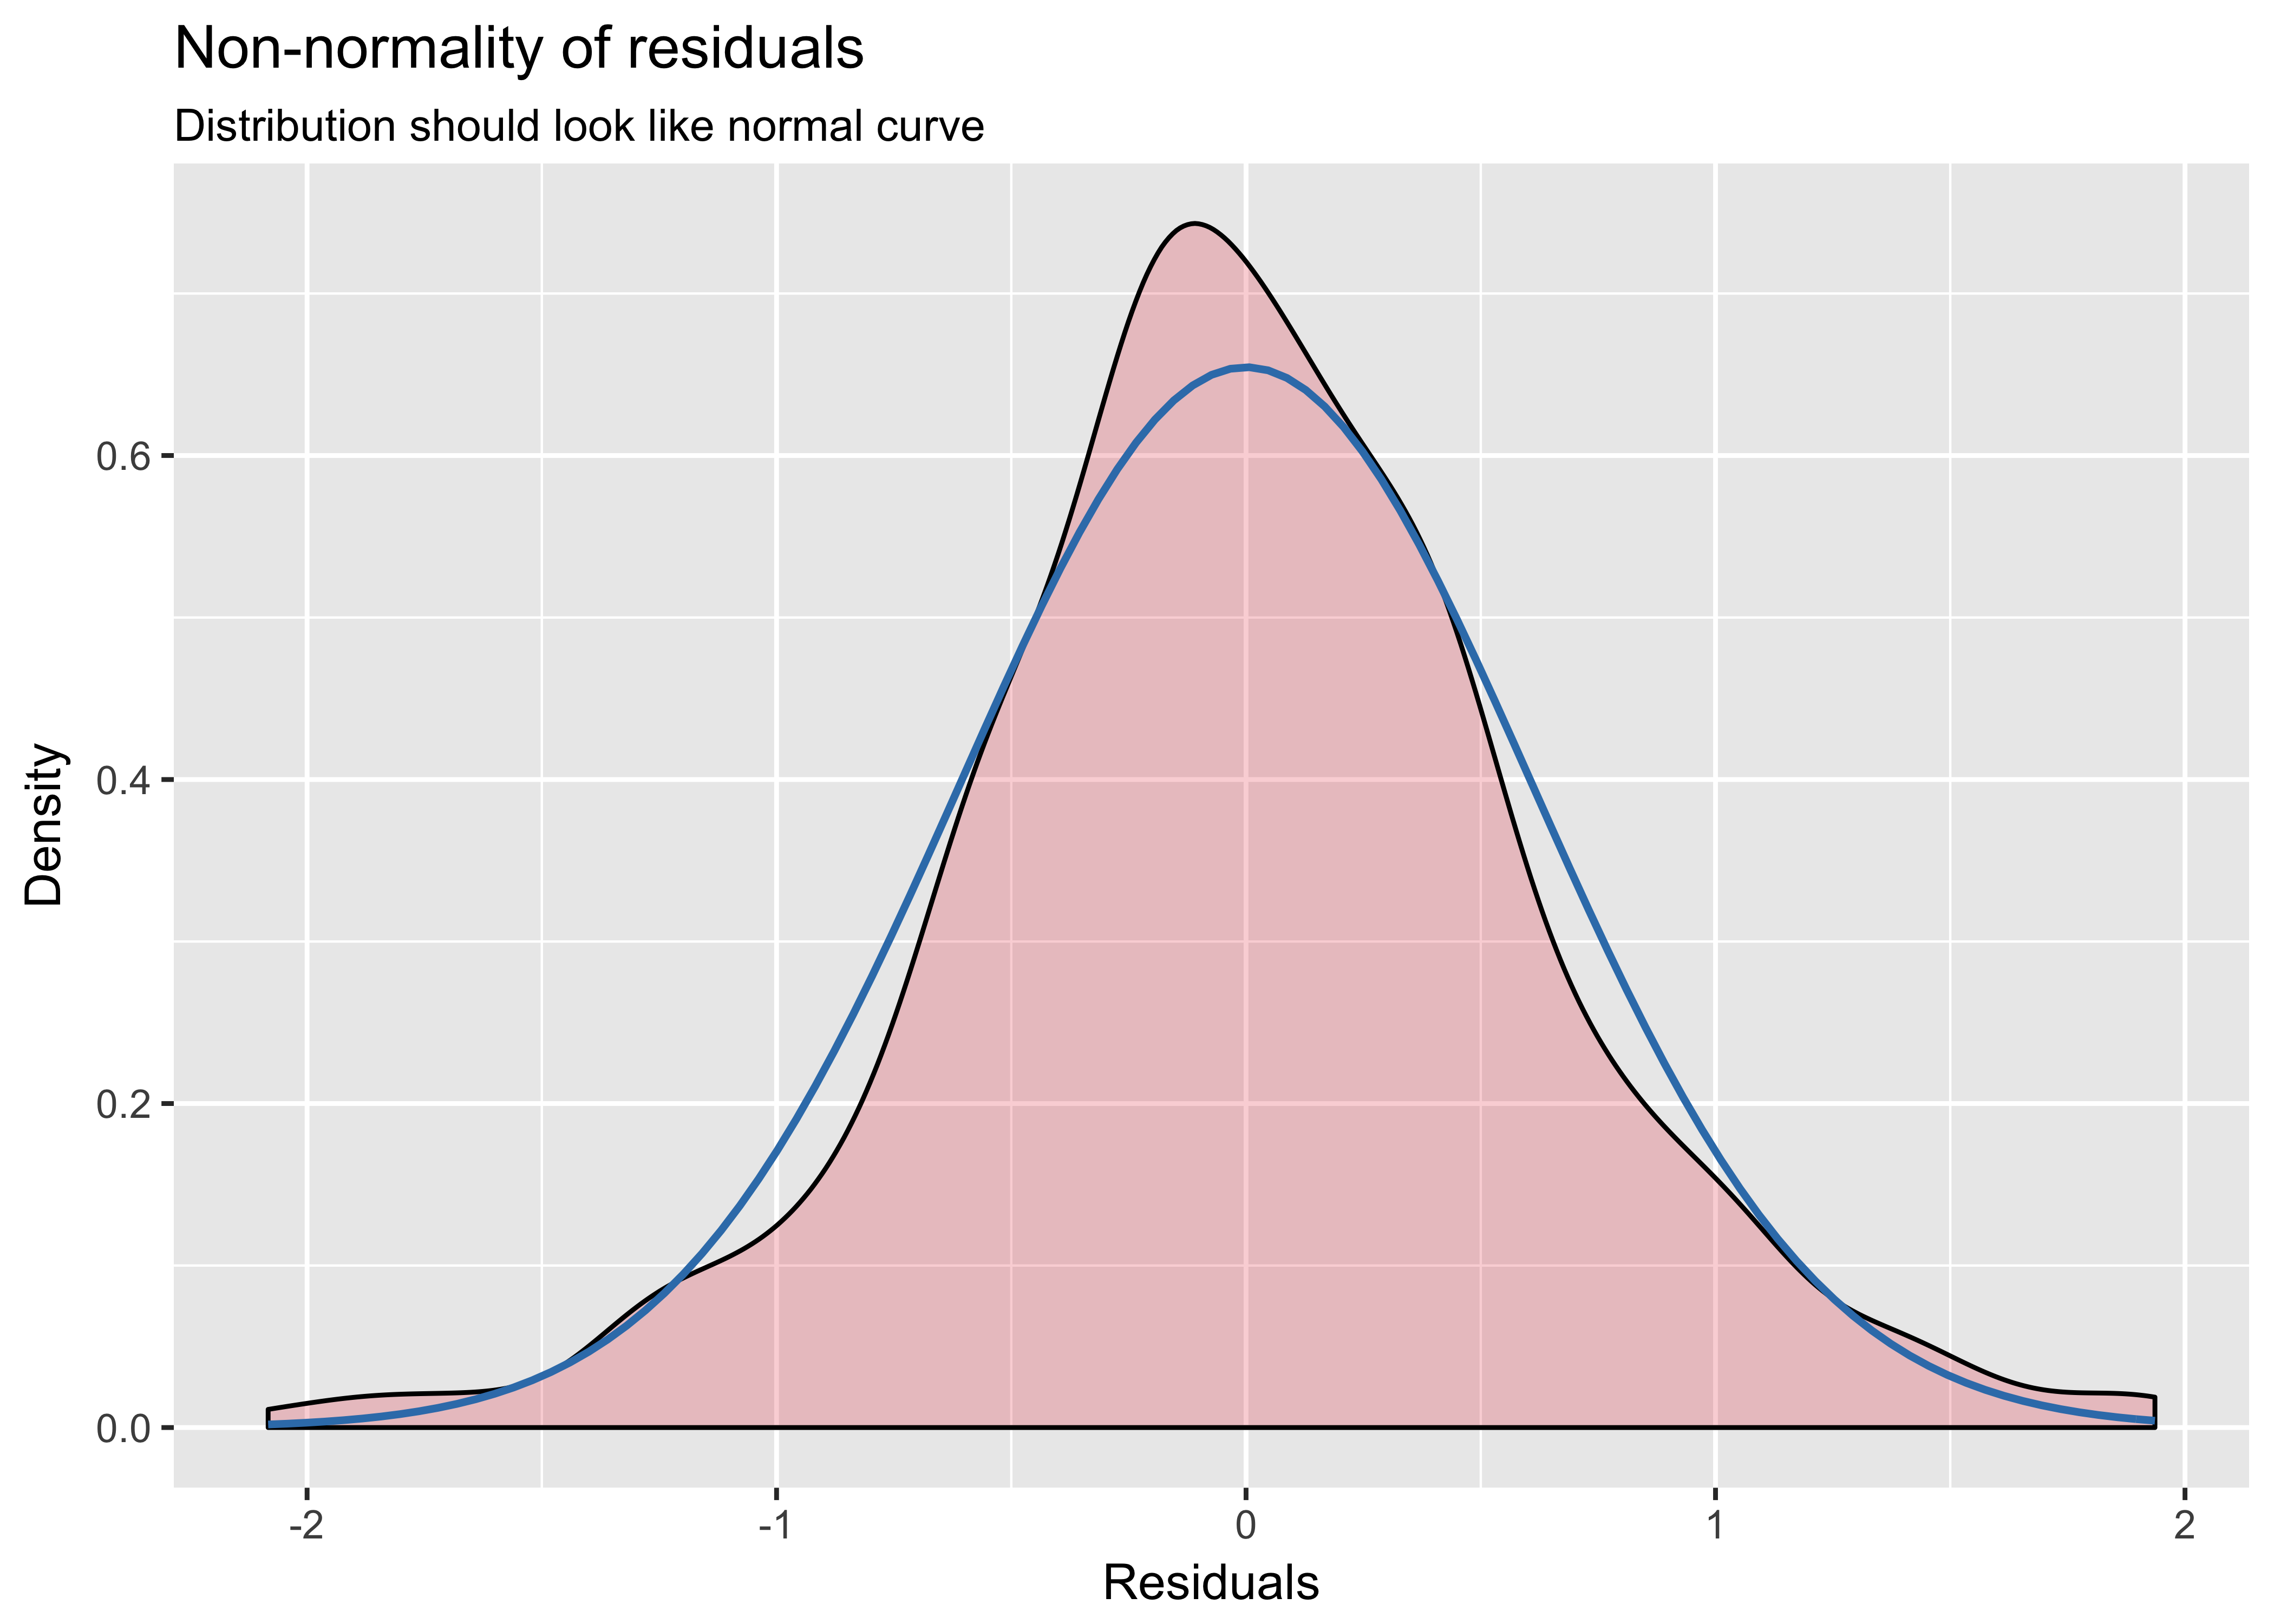 Non-normality of residuals
Distribution should look like normal curve
Density
0.6
0.4
0.2
0.0
-2 -1 0 1 2
Residuals